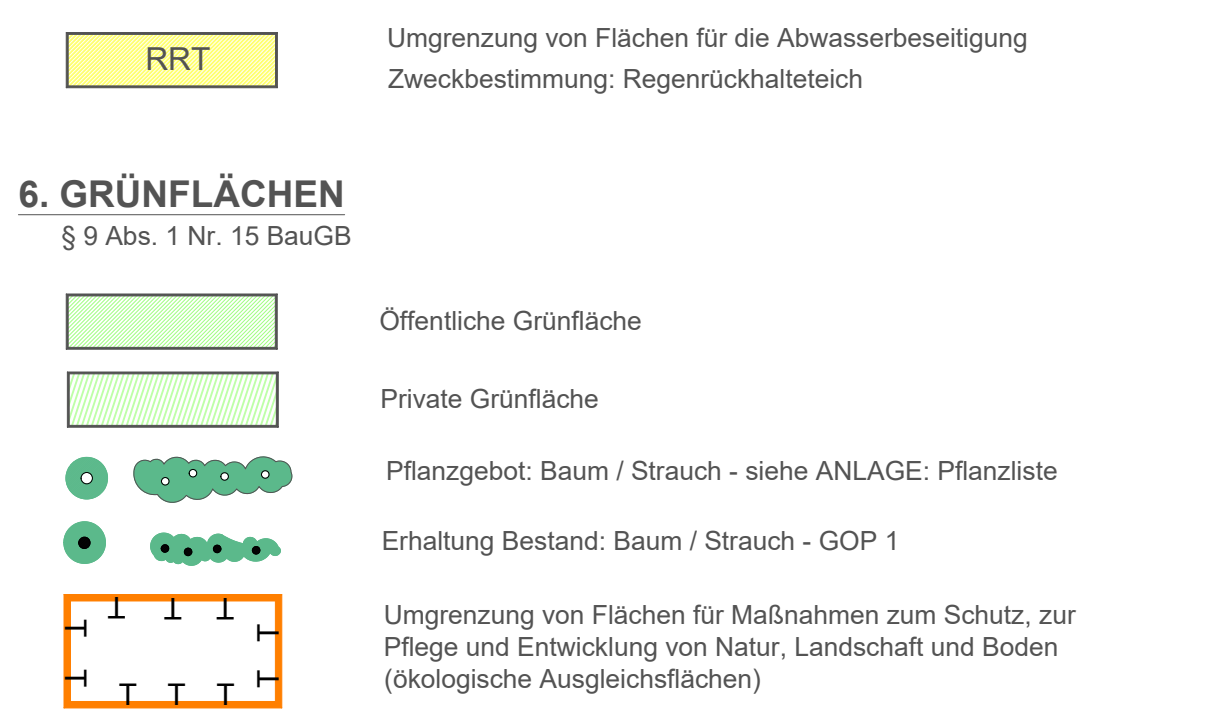 RRT
Umgrenzung von Flächen für die Abwasserbeseitigung
Zweckbestimmung: Regenrückhalteteich
6. GRÜNFLÄCHEN
§ 9 Abs. 1 Nr. 15 BauGB
Öffentliche Grünfläche
Private Grünfläche
Pflanzgebot: Baum / Strauch - siehe ANLAGE: Pflanzliste
Erhaltung Bestand: Baum / Strauch - GOP 1
Umgrenzung von Flächen für Maßnahmen zum Schutz, zur
Pflege und Entwicklung von Natur, Landschaft und Boden
(ökologische Ausgleichsflächen)